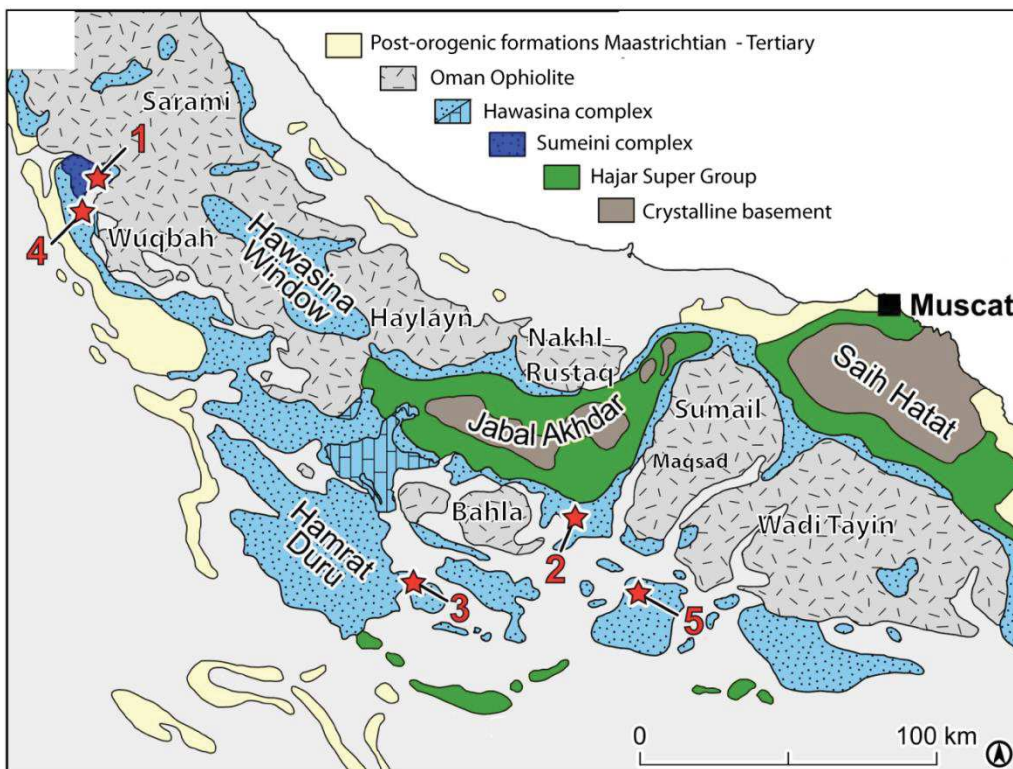 Post-orogenic formations Maastrichtian - Tertiary
Oman Ophiolite
Hawasina complex
Sumeini complex
Hajar Super Group
Crystalline basement
Sarami
1
4
Wuqbah
Hawasina
Window
Haylayn
Nakhl-
Rustaq
Muscat
Saih Hatat
Jabal Akhdar
Sumail
Maqsad
Bahla
Wadi Tayin
Hamrat
Duru
2
3
5
0
100 km